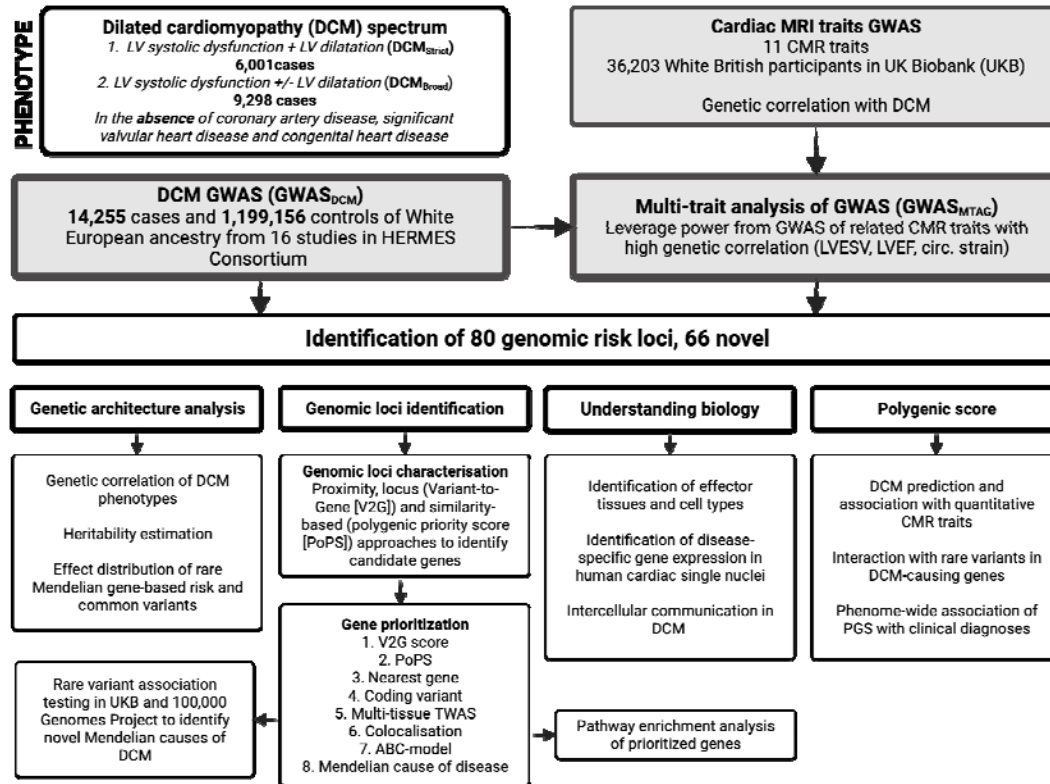 PHENOTYPE
Dilated cardiomyopathy (DCM) spectrum
1. LV systolic dysfunction + LV dilatation (DCMStrict)
6,001cases
2. LV systolic dysfunction +/- LV dilatation (DCMBroad)
9,298 cases
In the absence of coronary artery disease, significant
valvular heart disease and congenital heart disease
Cardiac MRI traits GWAS
11 CMR traits
36,203 White British participants in UK Biobank (UKB)
Genetic correlation with DCM
DCM GWAS (GWASDCM)
14,255 cases and 1,199,156 controls of White
European ancestry from 16 studies in HERMES
Consortium
Multi-trait analysis of GWAS (GWASMTAG)
Leverage power from GWAS of related CMR traits with
high genetic correlation (LVESV, LVEF, circ. strain)
Identification of 80 genomic risk loci, 66 novel
Genetic architecture analysis
Genetic correlation of DCM
phenotypes
Heritability estimation
Effect distribution of rare
Mendelian gene-based risk and
common variants
Genomic loci identification
Genomic loci characterisation
Proximity, locus (Variant-to-
Gene [V2G]) and similarity-
based (polygenic priority score
[PoPS]) approaches to identify
candidate genes
Gene prioritization
1. V2G score
2. PoPS
3. Nearest gene
4. Coding variant
5. Multi-tissue TWAS
6. Colocalisation
7. ABC-model
8. Mendelian cause of disease
Rare variant association
testing in UKB and 100,000
Genomes Project to identify
novel Mendelian causes of
DCM
Pathway enrichment analysis
of prioritized genes
Understanding biology
Identification of effector
tissues and cell types
Identification of disease-
specific gene expression in
human cardiac single nuclei
Intercellular communication in
DCM
Polygenic score
DCM prediction and
association with quantitative
CMR traits
Interaction with rare variants in
DCM-causing genes
Phenome-wide association of
PGS with clinical diagnoses